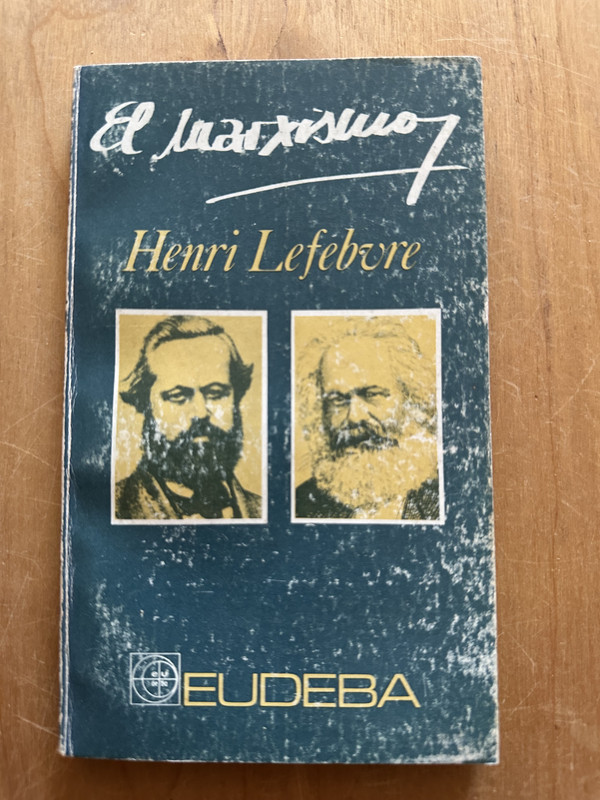 El marxismo
Henri Lefebvre
EUDEBA